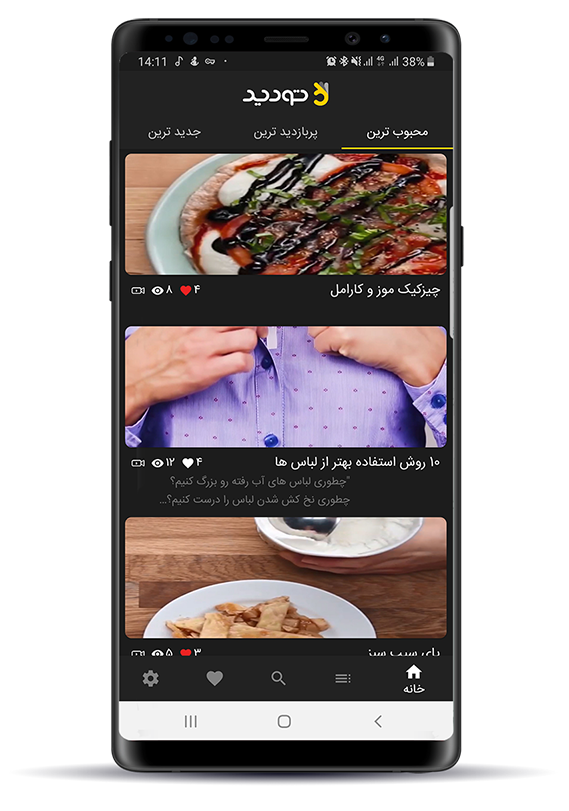 14:11
38%
تودید
محبوب ترین
پربازدید ترین
جدید ترین
چیزکیک موز و کارامل
۴
۸
۱۰ روش استفاده بهتر از لباس ها
۴
۱۲
"چطوری لباس های آب رفته رو بزرگ کنیم؟
چطوری نخ کش شدن لباس را درست کنیم؟...
پای سیب سبز
۳
۵
خانه